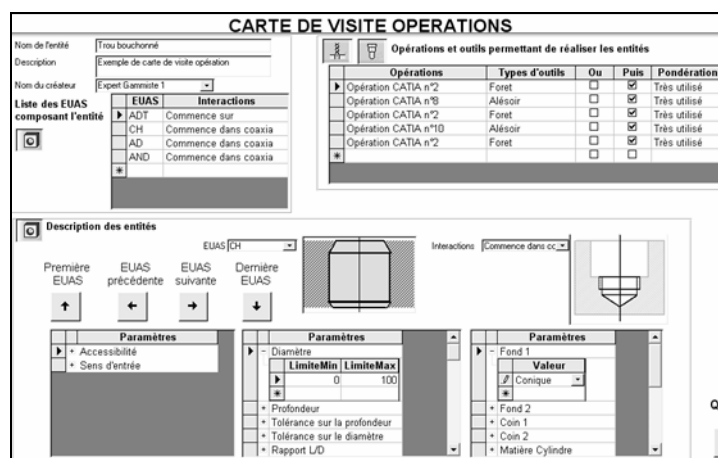 CARTE DE VISITE OPERATIONS
Nom de l'entité Trou bouchonné
Description Exemple de carte de visite opération
Nom du créateur Expert Gammiste 1
Liste des EUAS composant l'entité
EUAS Interactions
ADT Commence sur
CH Commence dans coaxia
AD Commence dans coaxia
AND Commence dans coaxia
Opérations et outils permettant de réaliser les entités
Opérations Types d'outils Ou Puis Pondération
Opération CATIA n°2 Foret Très utilisé
Opération CATIA n°8 Alésoir Très utilisé
Opération CATIA n°2 Foret Très utilisé
Opération CATIA n°10 Alésoir Très utilisé
Opération CATIA n°2 Foret Très utilisé
Description des entités
EUAS CH
Interactions Commence dans cc
Première EUAS
EUAS précédente
EUAS suivante
Dernière EUAS
Paramètres
+ Accessibilité
+ Sens d'entrée
Paramètres
- Diamètre
LimiteMin LimiteMax
0 100
+ Profondeur
+ Tolérance sur la profondeur
+ Tolérance sur le diamètre
+ Rapport L/D
Paramètres
- Fond 1
Valeur
Conique
+ Fond 2
+ Coin 1
+ Coin 2
+ Matière Cylindre
Q